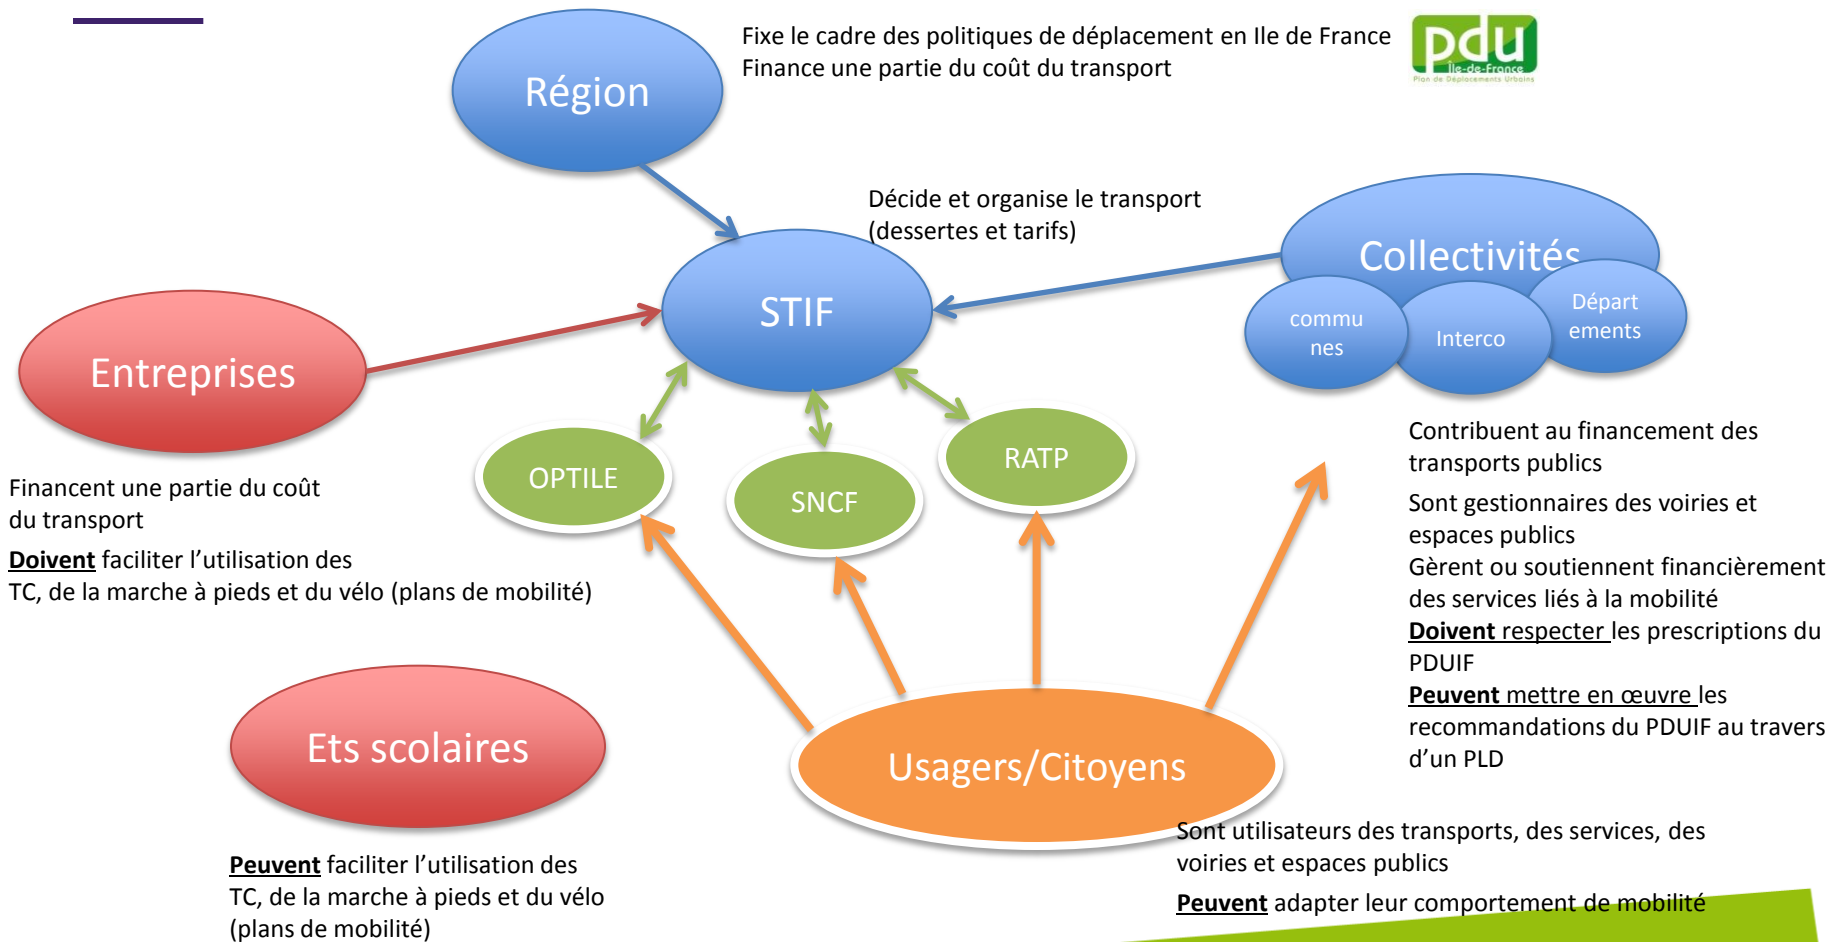 Fixe le cadre des politiques de déplacement en Ile de France
Finance une partie du coût du transport
pdu
Île-de-France
Plan de Déplacements Urbains
Région
Décide et organise le transport
(dessertes et tarifs)
Collectivités
commu
nes
Interco
Départ
ements
STIF
Entreprises
OPTILE
SNCF
RATP
Financent une partie du coût
du transport
Doivent faciliter l’utilisation des
TC, de la marche à pieds et du vélo (plans de mobilité)
Contribuent au financement des
transports publics
Sont gestionnaires des voiries et
espaces publics
Gèrent ou soutiennent financièrement
des services liés à la mobilité
Doivent respecter les prescriptions du
PDUIF
Peuvent mettre en œuvre les
recommandations du PDUIF au travers
d’un PLD
Ets scolaires
Usagers/Citoyens
Peuvent faciliter l’utilisation des
TC, de la marche à pieds et du vélo
(plans de mobilité)
Sont utilisateurs des transports, des services, des
voiries et espaces publics
Peuvent adapter leur comportement de mobilité